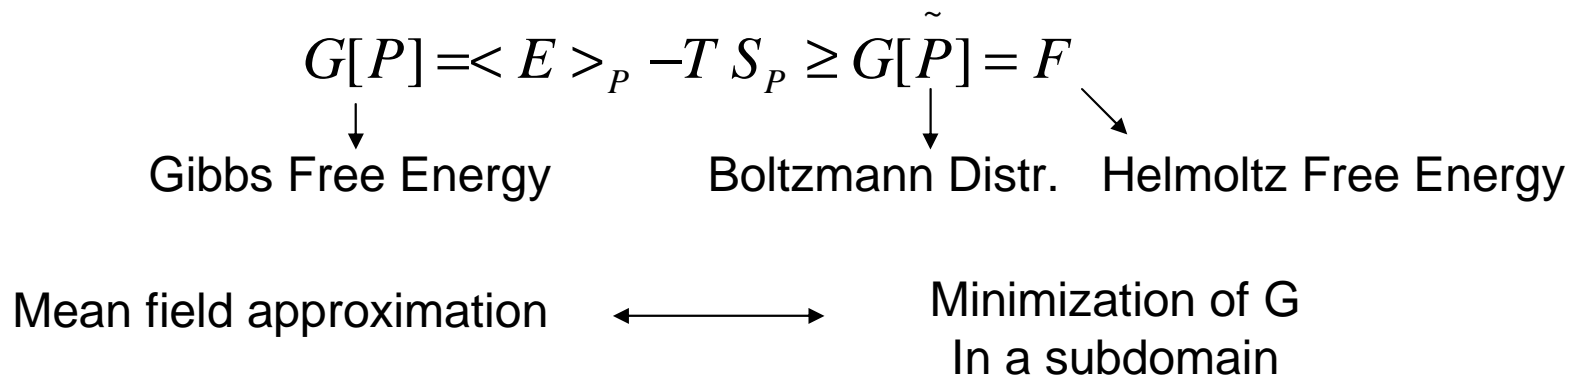 G[P] =< E >_P −T S_P ≥ G[P̃] = F
Gibbs Free Energy Boltzmann Distr. Helmoltz Free Energy
Mean field approximation Minimization of G
In a subdomain